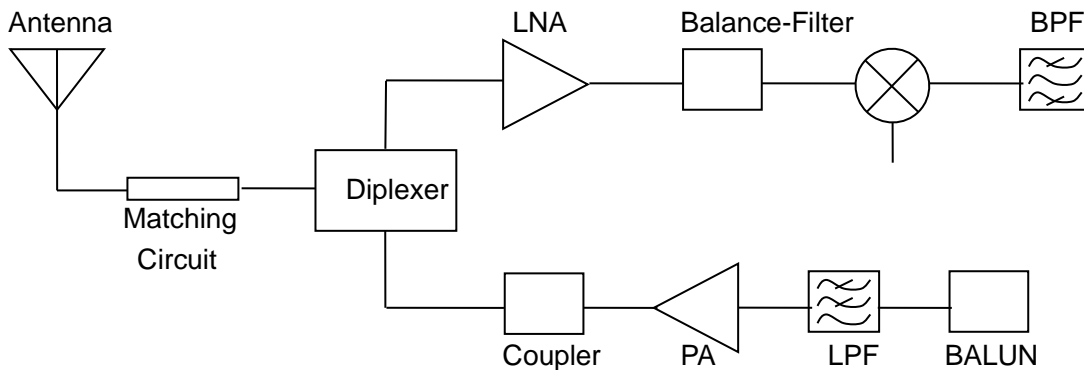 Antenna
LNA
Balance-Filter
BPF
Diplexer
Matching
Circuit
Coupler
PA
LPF
BALUN